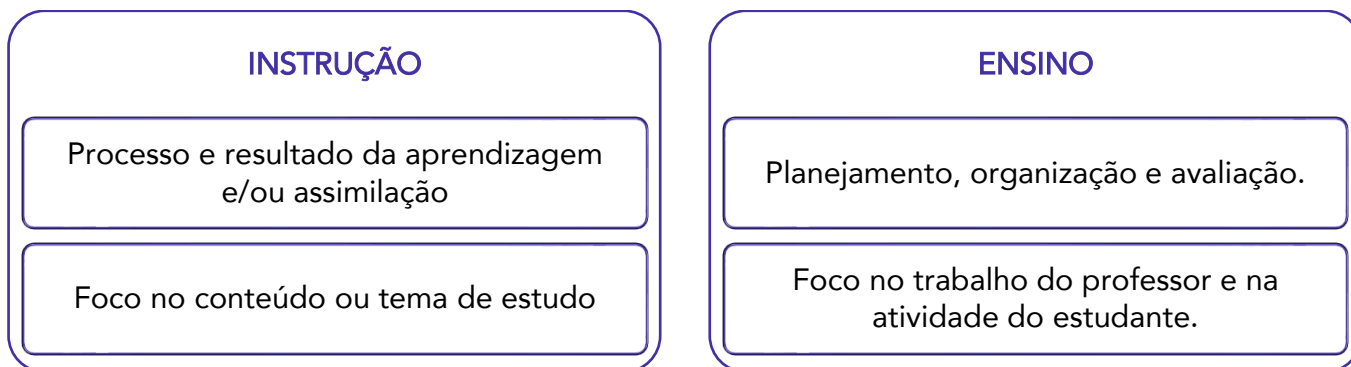 INSTRUÇÃO
Processo e resultado da aprendizagem
e/ou assimilação
Foco no conteúdo ou tema de estudo
ENSINO
Planejamento, organização e avaliação.
Foco no trabalho do professor e na
atividade do estudante.